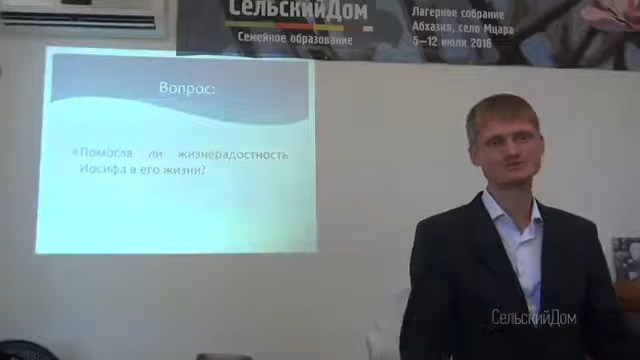 СельскийДом
Семейное образование
Лагерное собрание
Абхазия, село Мцара
5—12 июля 2016
Вопрос:
Помогла ли жизнерадостность
Иосифа в его жизни?
СельскийДом